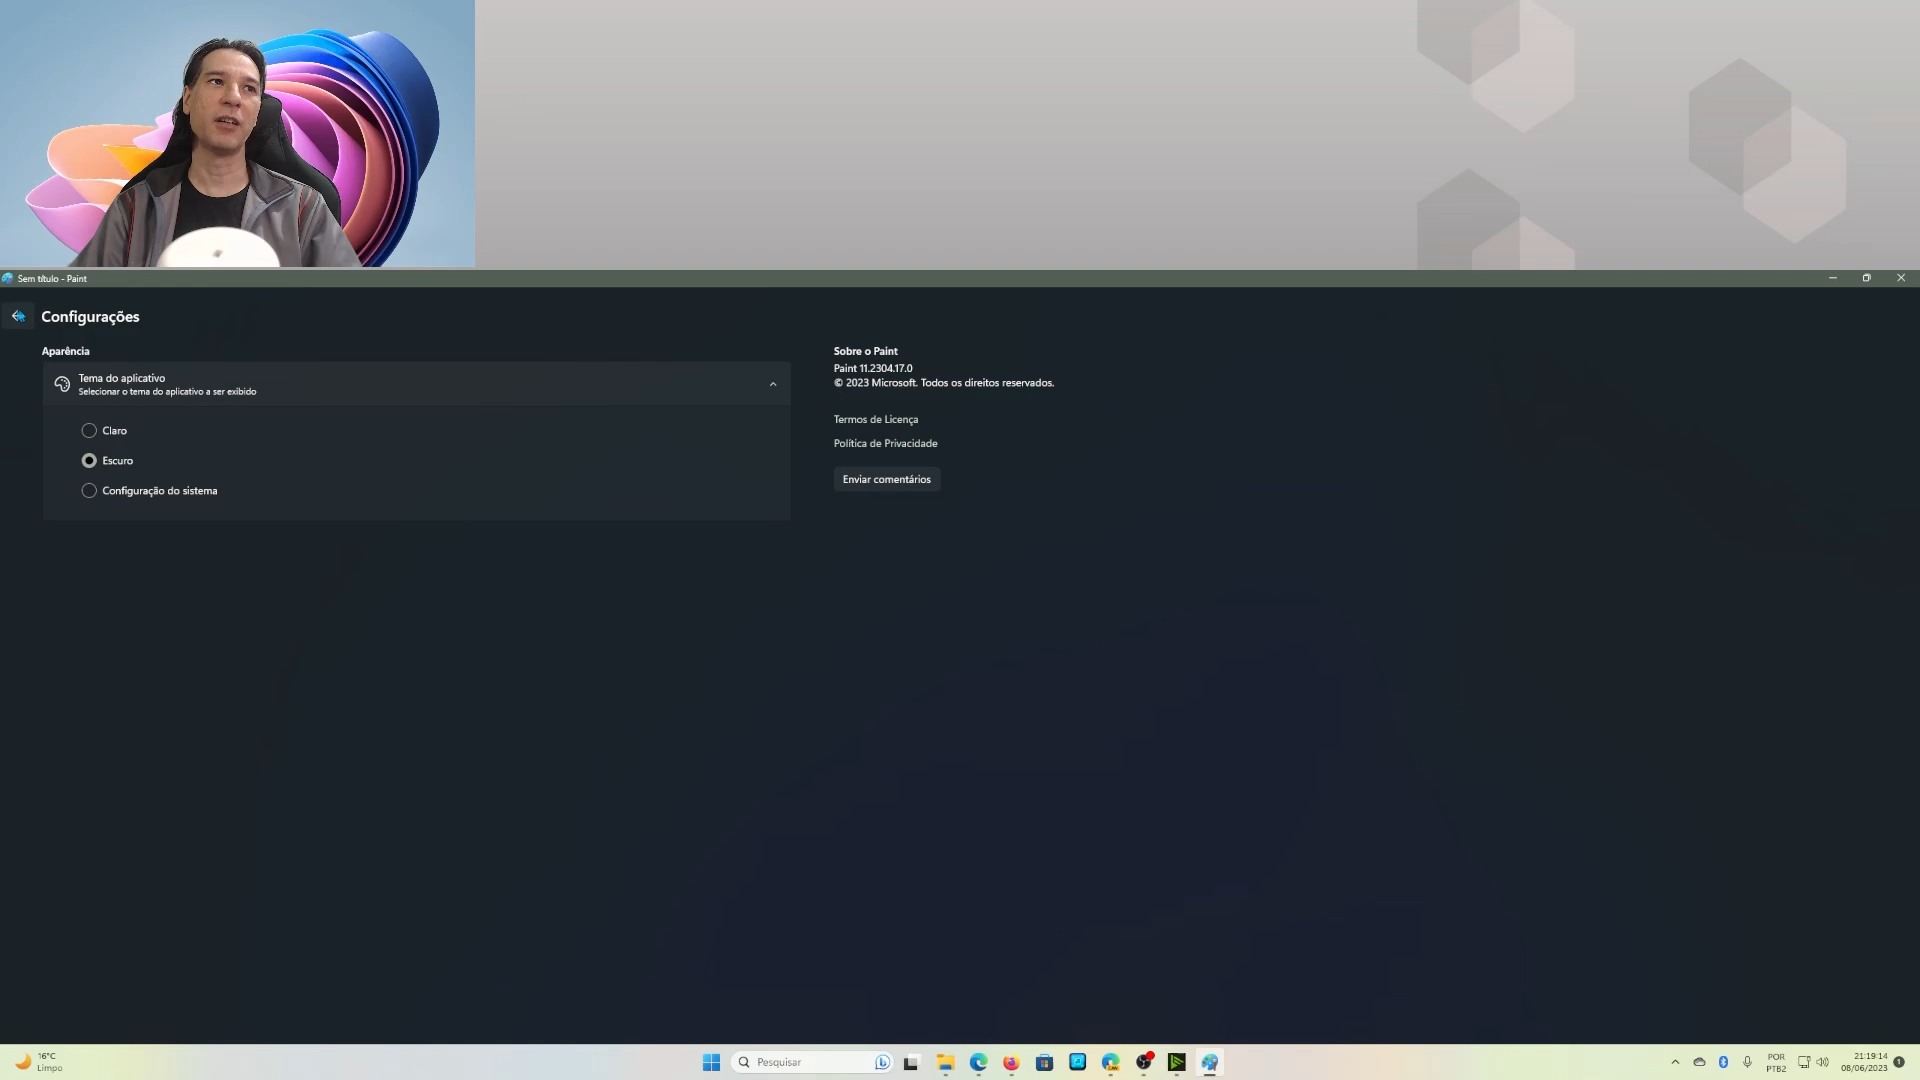 Sem título - Paint
Configurações
Aparência
Tema do aplicativo
Selecionar o tema do aplicativo a ser exibido
Claro
Escuro
Configuração do sistema
Sobre o Paint
Paint 11.2304.17.0
© 2023 Microsoft. Todos os direitos reservados.
Termos de Licença
Política de Privacidade
Enviar comentários
16°C
Limpo
Pesquisar
CAN
POR
PTB2
21:19:14
08/06/2023
1